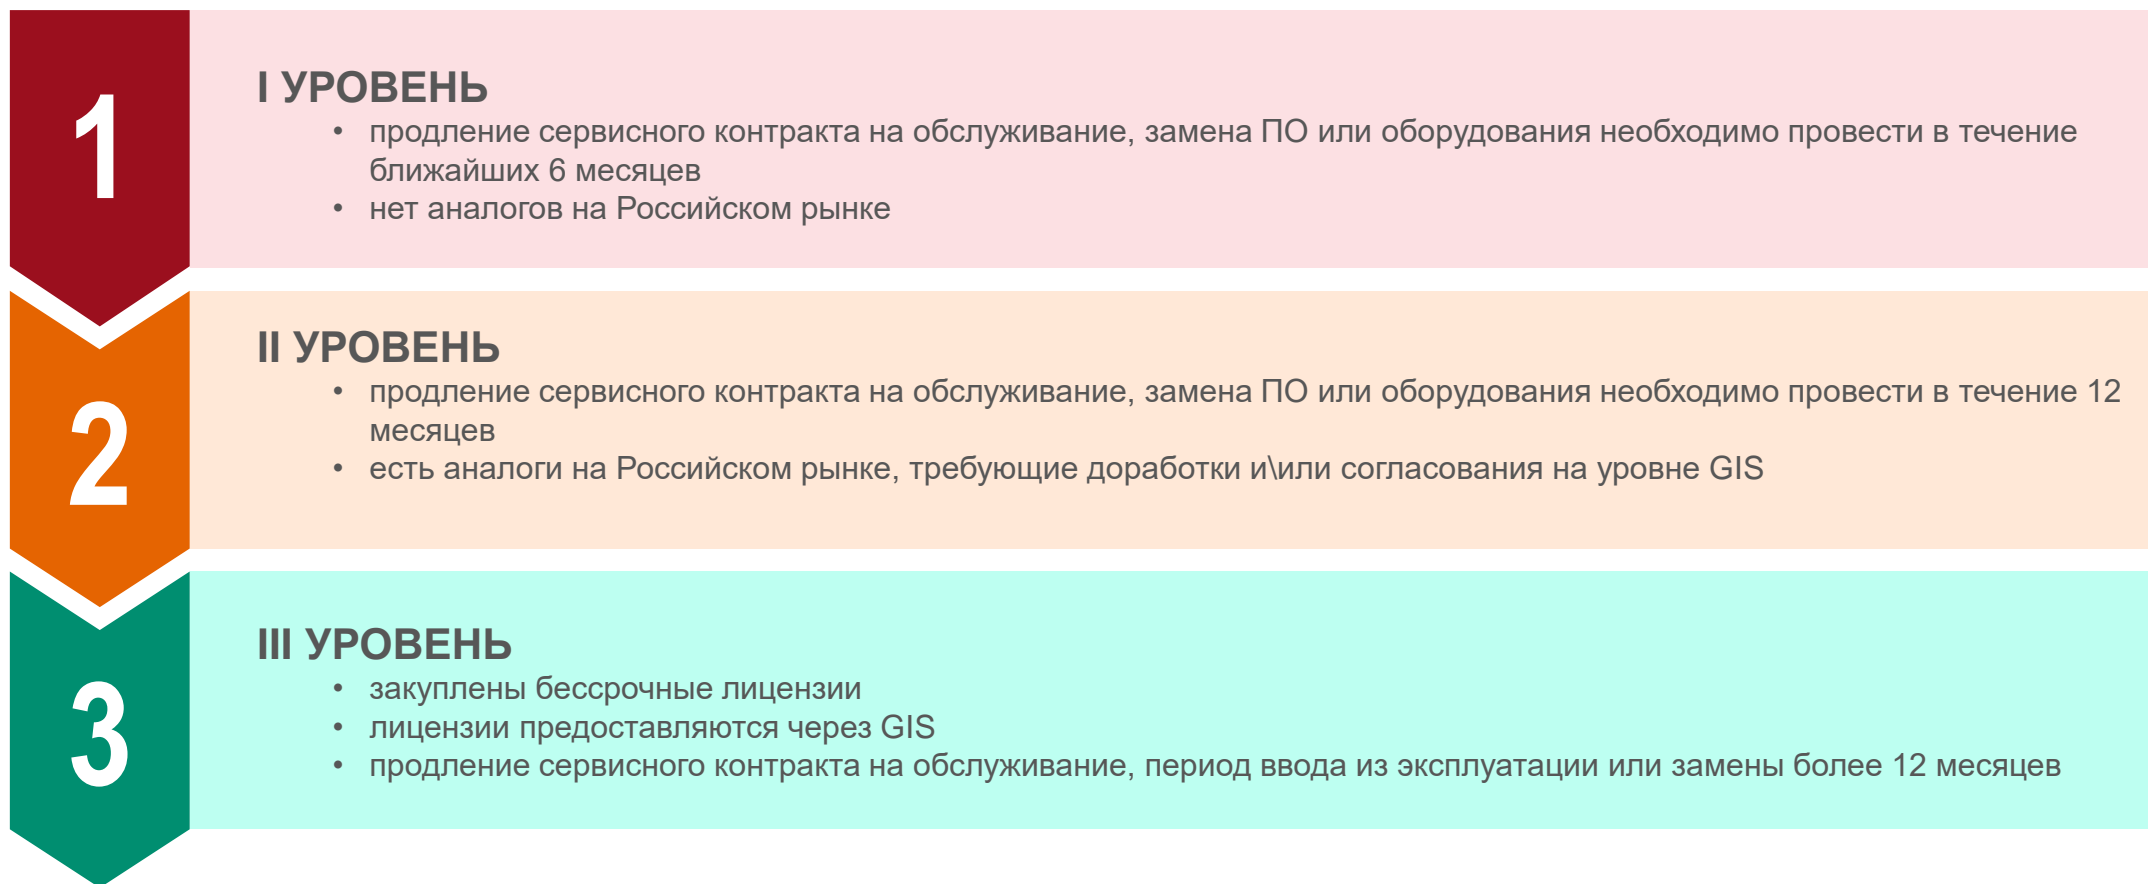 1
I УРОВЕНЬ
• продление сервисного контракта на обслуживание, замена ПО или оборудования необходимо провести в течение
ближайших 6 месяцев
• нет аналогов на Российском рынке
2
II УРОВЕНЬ
• продление сервисного контракта на обслуживание, замена ПО или оборудования необходимо провести в течение 12
месяцев
• есть аналоги на Российском рынке, требующие доработки и\или согласования на уровне GIS
3
III УРОВЕНЬ
• закуплены бессрочные лицензии
• лицензии предоставляются через GIS
• продление сервисного контракта на обслуживание, период ввода из эксплуатации или замены более 12 месяцев